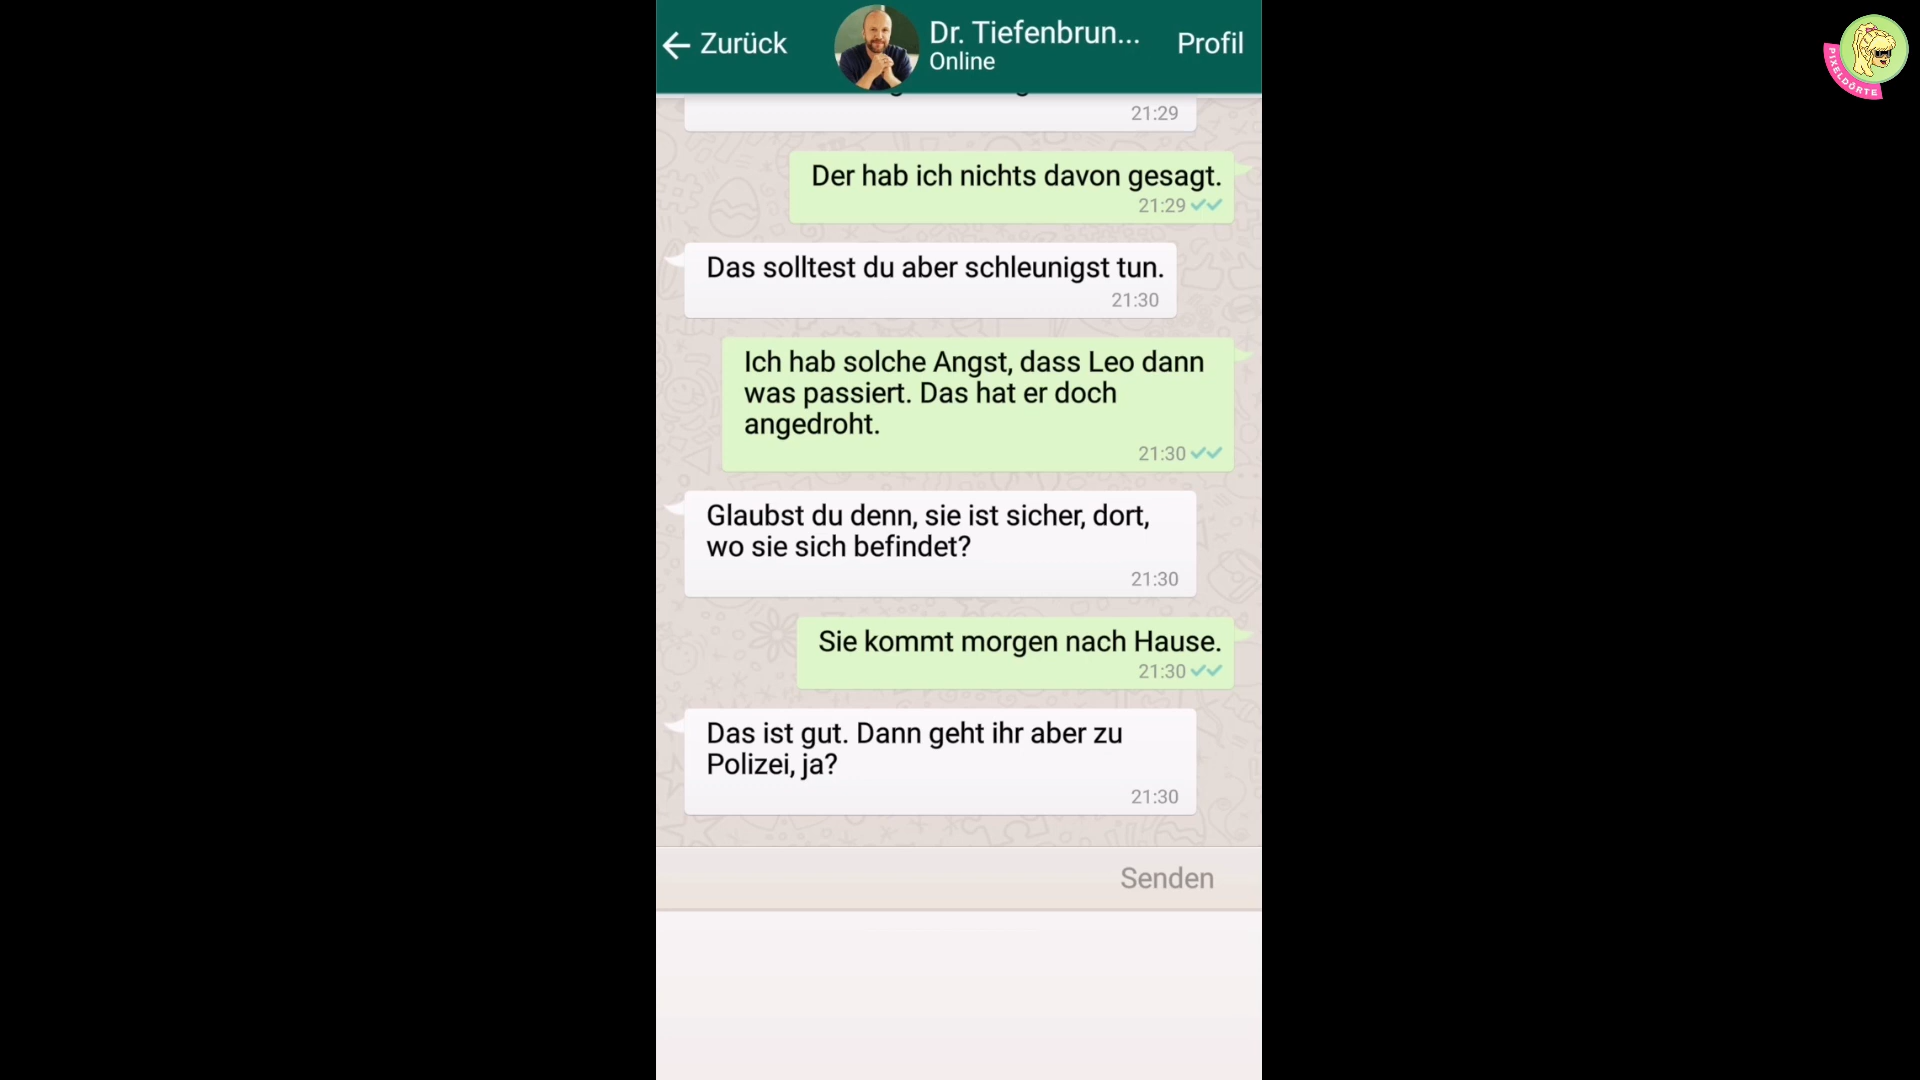 ← Zurück
Dr. Tiefenbrun...
Online
Profil
21:29
Der hab ich nichts davon gesagt.
21:29
Das solltest du aber schleunigst tun.
21:30
Ich hab solche Angst, dass Leo dann
was passiert. Das hat er doch
angedroht.
21:30
Glaubst du denn, sie ist sicher, dort,
wo sie sich befindet?
21:30
Sie kommt morgen nach Hause.
21:30
Das ist gut. Dann geht ihr aber zu
Polizei, ja?
21:30
Senden
PIXELDÖRTE